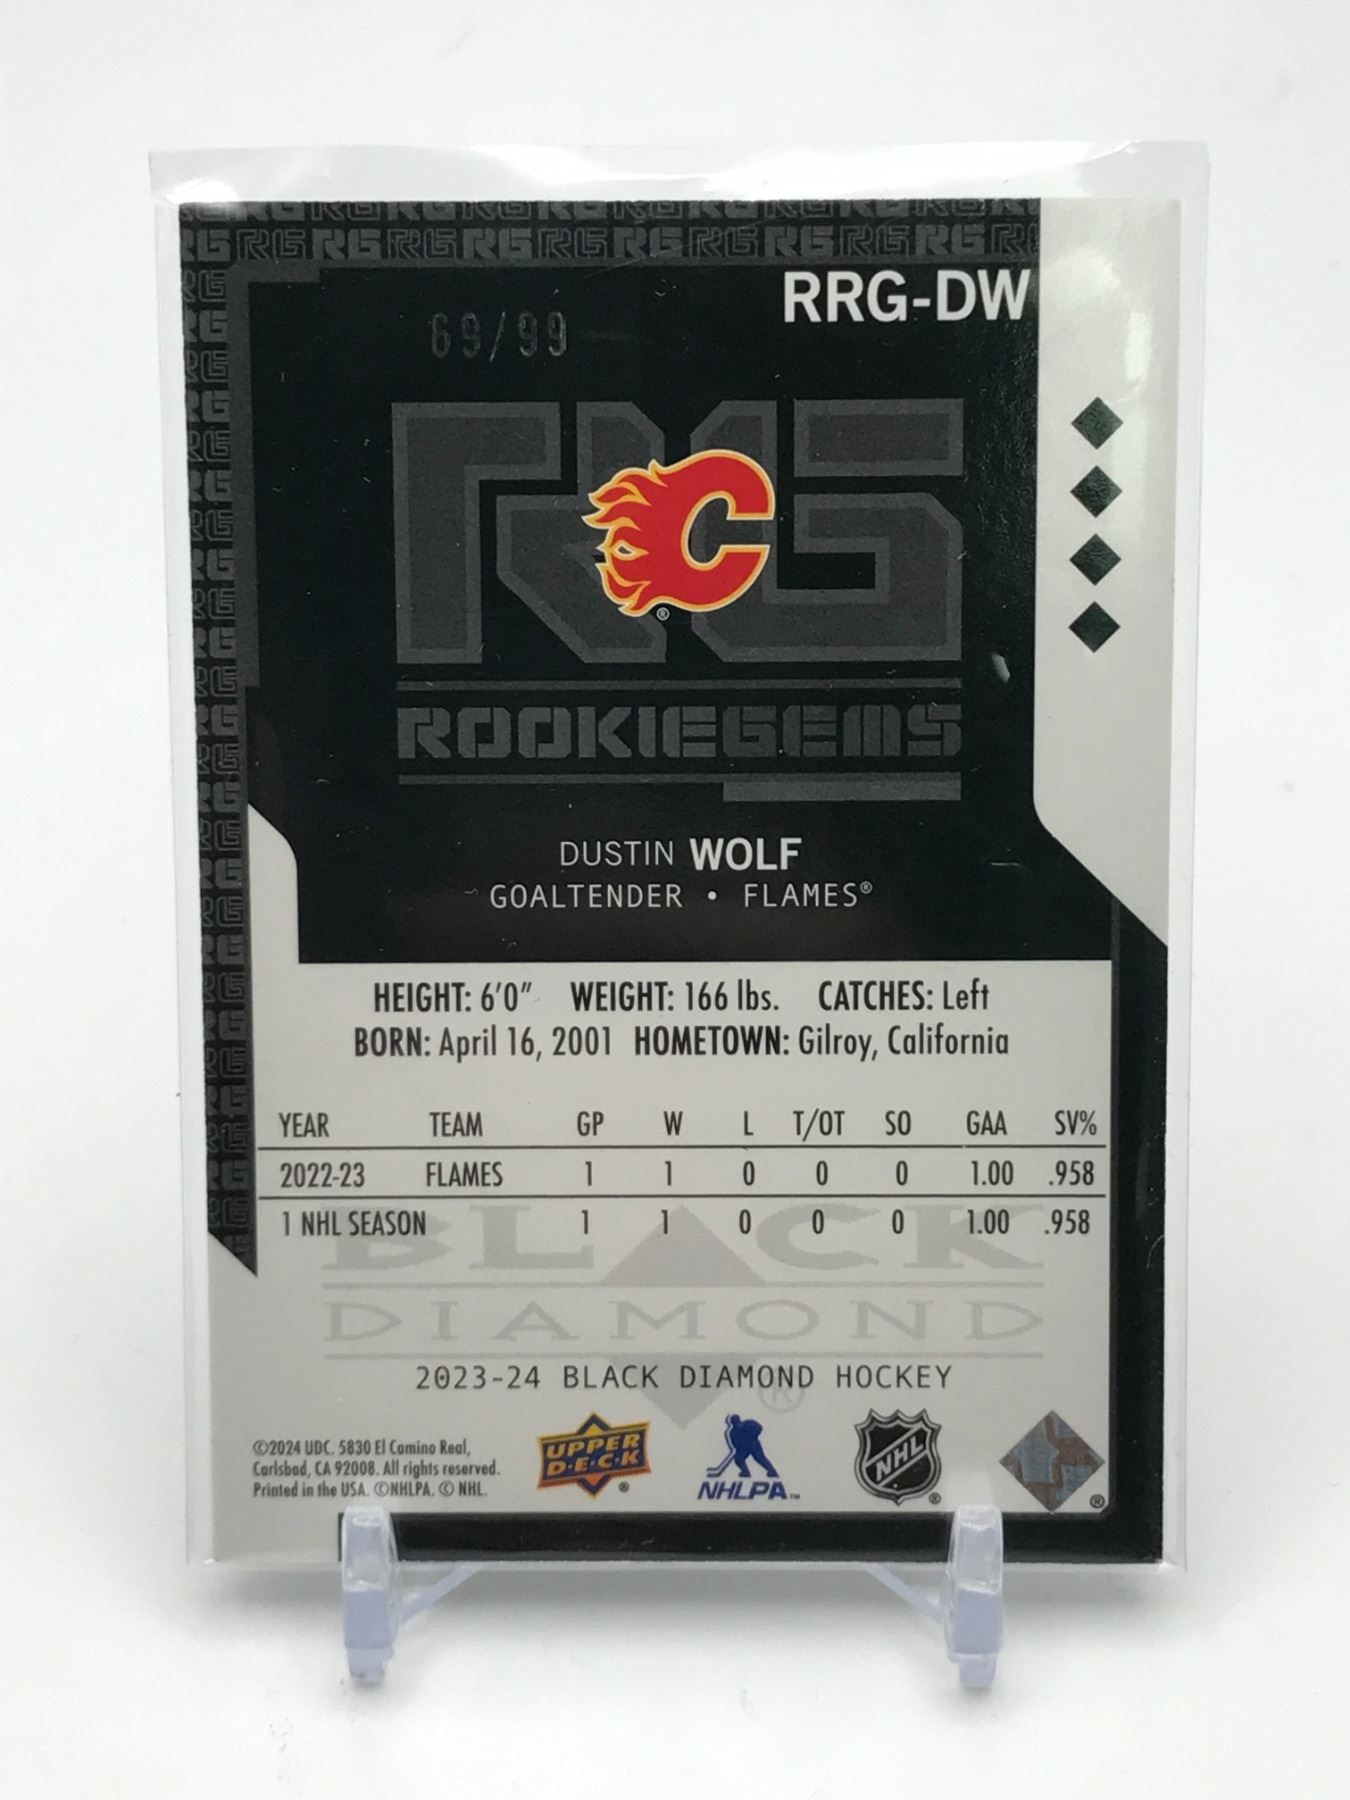 RRG-DW
69/99
RG
ROOKIEGEMS
DUSTIN WOLF
GOALTENDER • FLAMES®
HEIGHT: 6'0" WEIGHT: 166 lbs. CATCHES: Left
BORN: April 16, 2001 HOMETOWN: Gilroy, California
YEAR TEAM GP W L T/OT SO GAA SV%
2022-23 FLAMES 1 1 0 0 0 1.00 .958
1 NHL SEASON 1 1 0 0 0 1.00 .958
BLACK
DIAMOND
2023-24 BLACK DIAMOND HOCKEY
©2024 UDC. 5830 El Camino Real,
Carlsbad, CA 92008. All rights reserved.
Printed in the USA. ©NHLPA. © NHL.
UPPER
D·E·C·K
NHLPA™
NHL